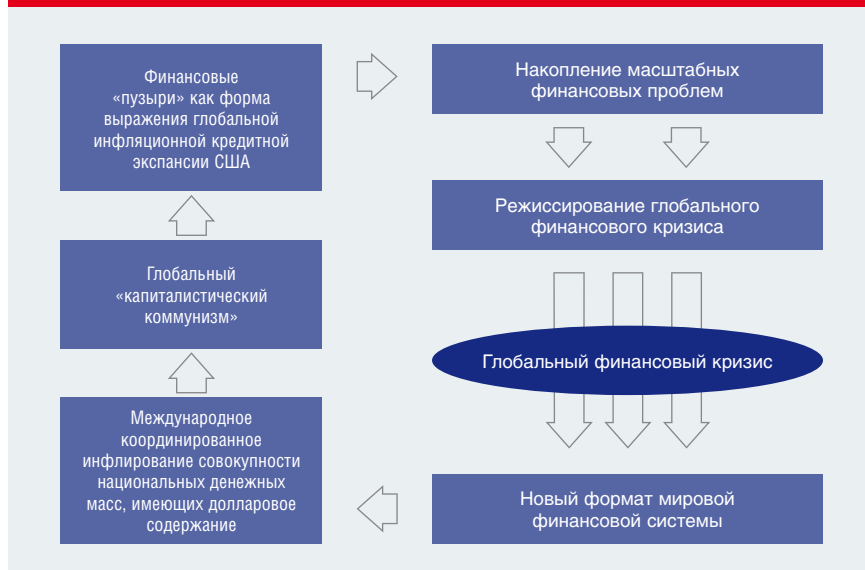 Финансовые
«пузыри» как форма
выражения глобальной
инфляционной кредитной
экспансии США
Накопление масштабных
финансовых проблем
Режиссирование глобального
финансового кризиса
Глобальный
«капиталистический
коммунизм»
Глобальный финансовый кризис
Международное
координированное
инфлирование совокупности
национальных денежных
масс, имеющих долларовое
содержание
Новый формат мировой
финансовой системы